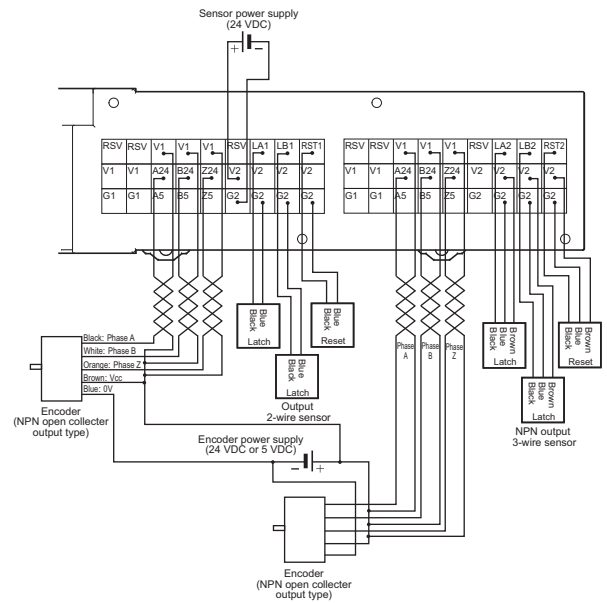 Sensor power supply
(24 VDC)
+ −
RSV RSV V1 V1 V1 RSV LA1 LB1 RST1
V1 V1 A24 B24 Z24 V2 V2 V2 V2
G1 G1 A5 B5 Z5 G2 G2 G2 G2
RSV RSV V1 V1 V1 RSV LA2 LB2 RST2
V1 V1 A24 B24 Z24 V2 V2 V2 V2
G1 G1 A5 B5 Z5 G2 G2 G2 G2
Black: Phase A
White: Phase B
Orange: Phase Z
Brown: Vcc
Blue: 0V
Encoder
(NPN open collecter
output type)
Blue
Black
Latch
Blue
Black
Latch
Blue
Black
Reset
Output
2-wire sensor
Encoder power supply
(24 VDC or 5 VDC)
− +
Phase
A
Phase
B
Phase
Z
Brown
Blue
Black
Latch
Brown
Blue
Black
Latch
Brown
Blue
Black
Reset
NPN output
3-wire sensor
Encoder
(NPN open collecter
output type)